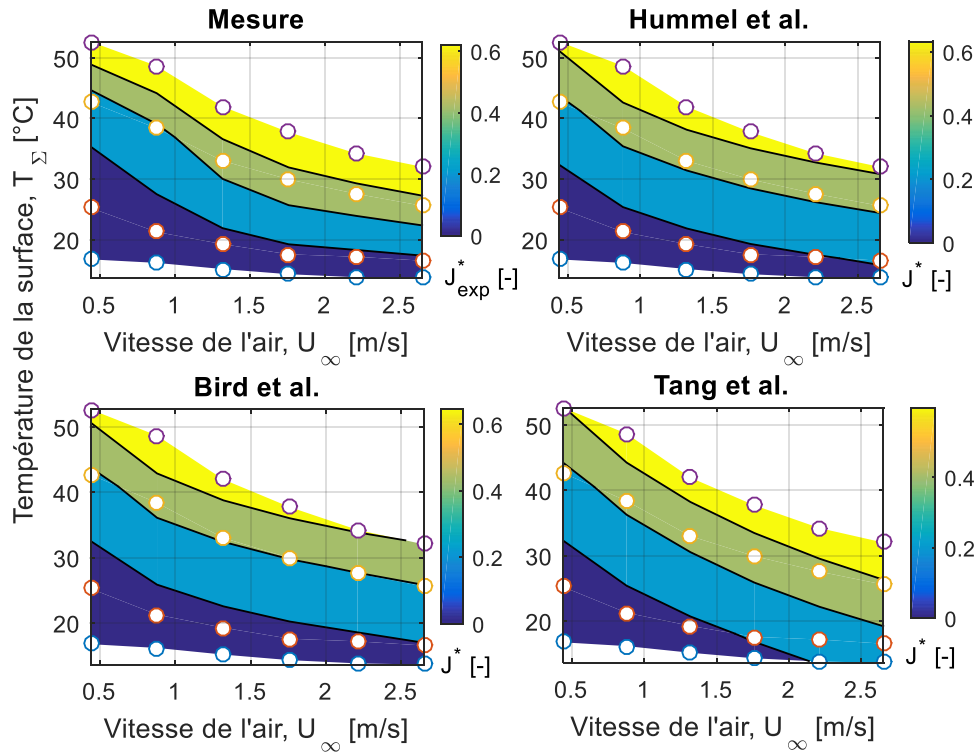 Mesure
Hummel et al.
Température de la surface, T_Σ [°C]
50
40
30
20
0.5 1 1.5 2 2.5
Vitesse de l'air, U_∞ [m/s]
0.6
0.4
0.2
0
J*_exp [-]
50
40
30
20
0.5 1 1.5 2 2.5
Vitesse de l'air, U_∞ [m/s]
0.6
0.4
0.2
0
J* [-]
Bird et al.
Tang et al.
50
40
30
20
0.5 1 1.5 2 2.5
Vitesse de l'air, U_∞ [m/s]
0.6
0.4
0.2
0
J* [-]
50
40
30
20
0.5 1 1.5 2 2.5
Vitesse de l'air, U_∞ [m/s]
0.4
0.2
0
J* [-]